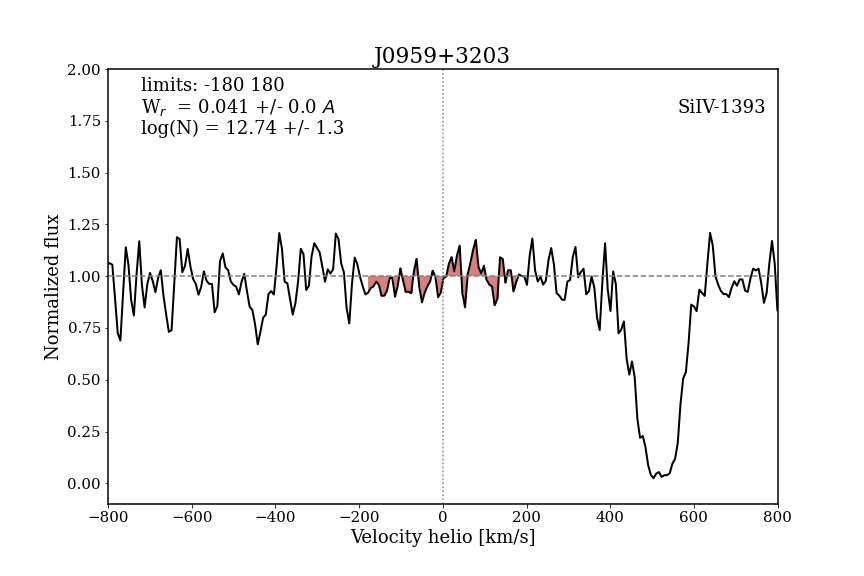 J0959+3203
limits: -180 180
Wr = 0.041 +/- 0.0 A
log(N) = 12.74 +/- 1.3
SiIV-1393
2.00
1.75
1.50
1.25
1.00
0.75
0.50
0.25
0.00
Normalized flux
−800 −600 −400 −200 0 200 400 600 800
Velocity helio [km/s]